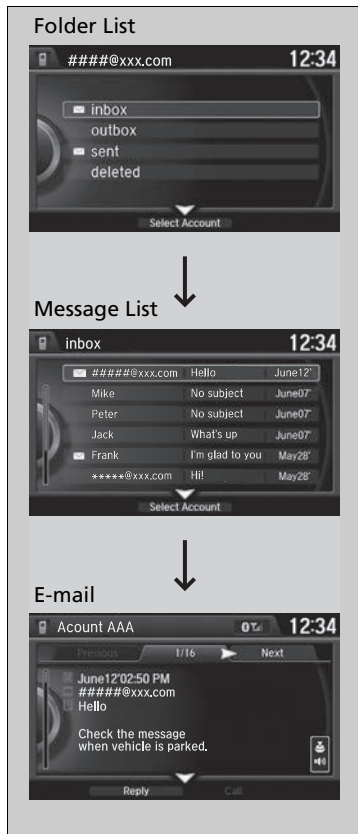 Folder List
####@xxx.com 12:34
inbox
outbox
sent
deleted
Select Account
Message List
inbox 12:34
#####@xxx.com Hello June12'
Mike No subject June07'
Peter No subject June07'
Jack What's up June07'
Frank I'm glad to you May28'
*****@xxx.com Hi! May28'
Select Account
E-mail
Acount AAA 12:34
Previous 1/16 Next
June12'02:50 PM
#####@xxx.com
Hello
Check the message
when vehicle is parked.
Reply Call